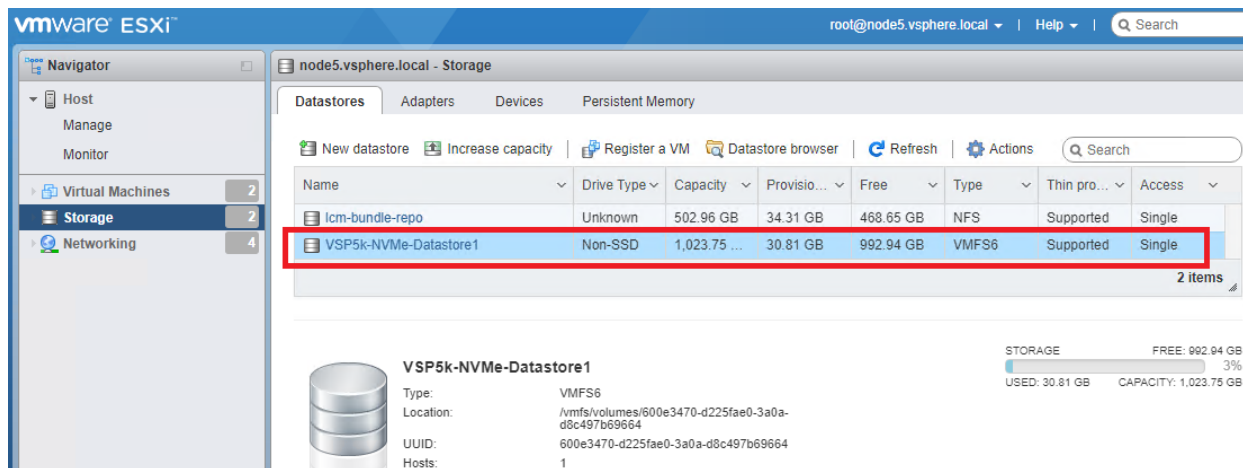 vmware ESXi™
root@node5.vsphere.local | Help | Search
Navigator
Host
Manage
Monitor
Virtual Machines 2
Storage 2
Networking 4
node5.vsphere.local - Storage
Datastores Adapters Devices Persistent Memory
New datastore Increase capacity | Register a VM Datastore browser | Refresh | Actions Search
Name Drive Type Capacity Provisio... Free Type Thin pro... Access
lcm-bundle-repo Unknown 502.96 GB 34.31 GB 468.65 GB NFS Supported Single
VSP5k-NVMe-Datastore1 Non-SSD 1,023.75 ... 30.81 GB 992.94 GB VMFS6 Supported Single
2 items
VSP5k-NVMe-Datastore1
Type: VMFS6
Location: /vmfs/volumes/600e3470-d225fae0-3a0a-
d8c497b69664
UUID: 600e3470-d225fae0-3a0a-d8c497b69664
Hosts: 1
STORAGE FREE: 992.94 GB
3%
USED: 30.81 GB CAPACITY: 1,023.75 GB